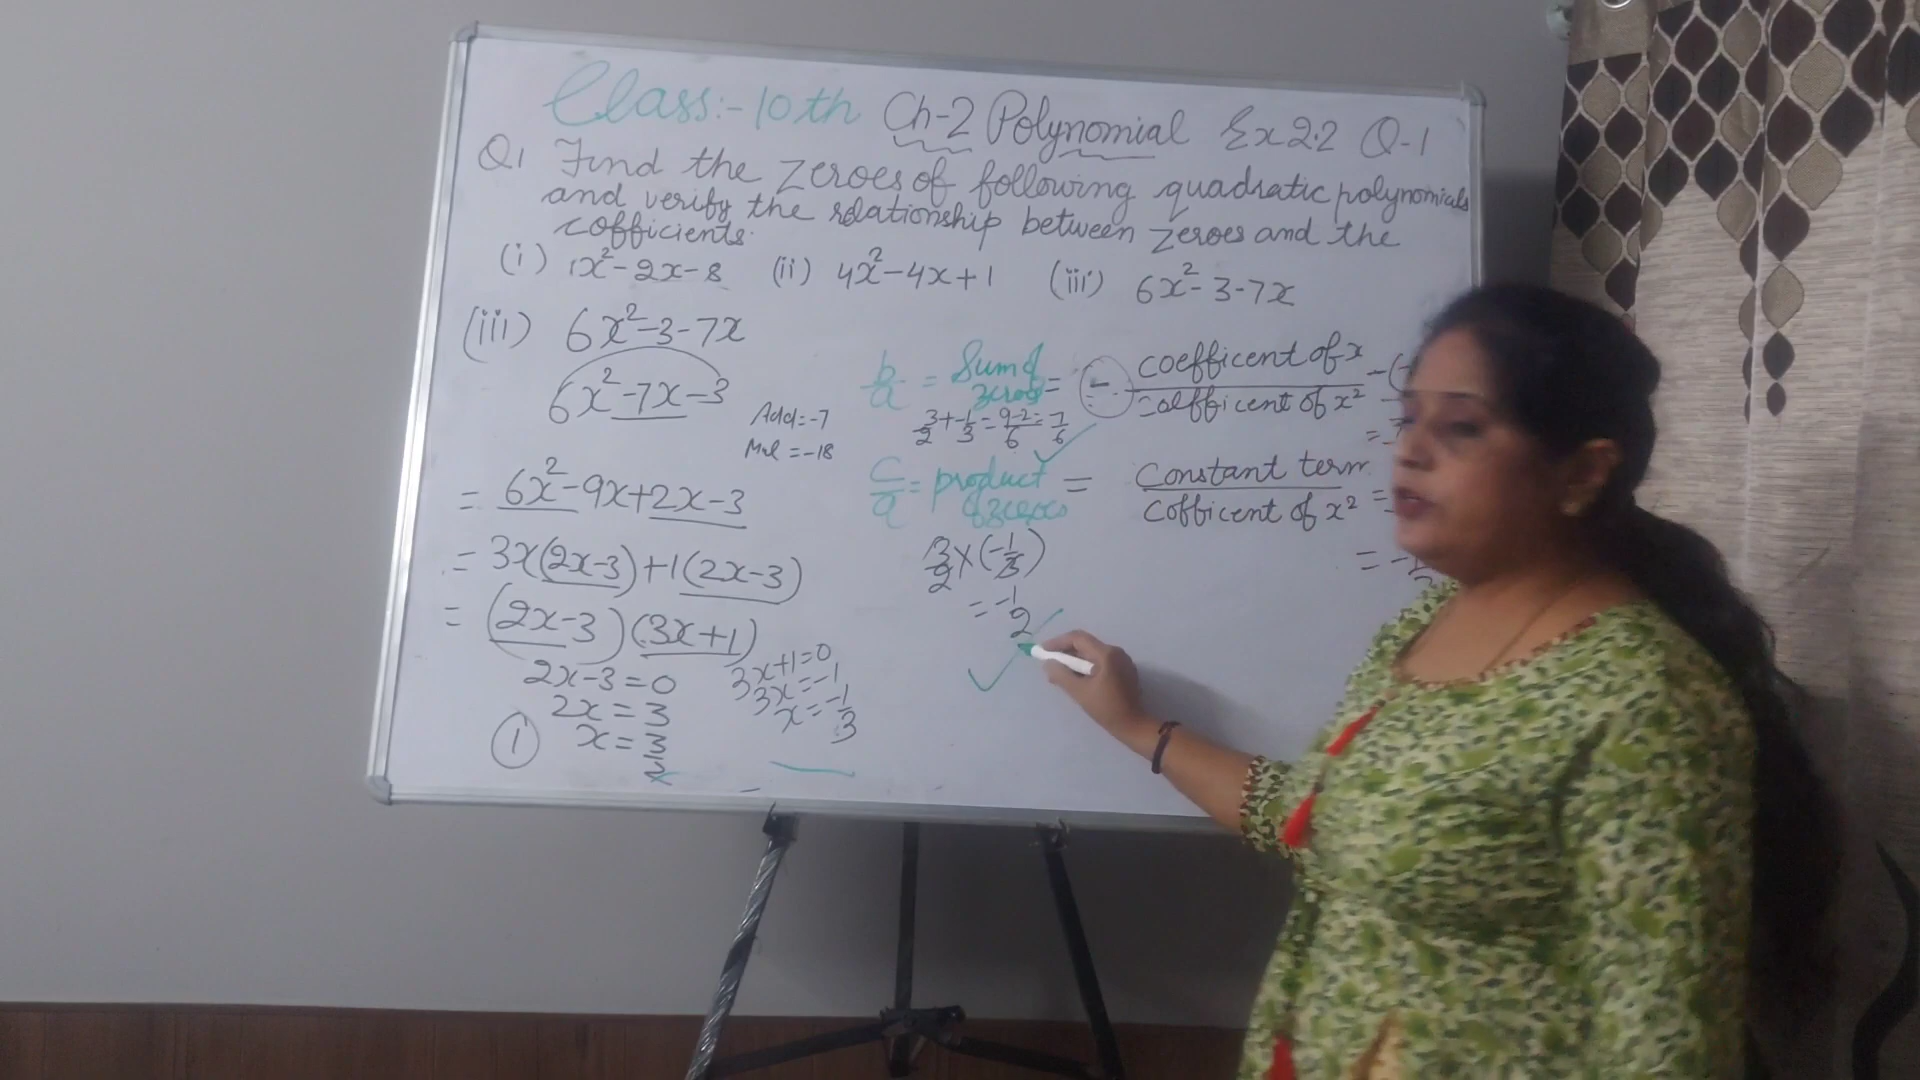 Class:-10th Ch-2 Polynomial Ex 2.2 Q-1
Q1 Find the zeroes of following quadratic polynomials
and verify the relationship between zeroes and the
cofficients.
(i) 1x²-2x-8 (ii) 4x²-4x+1 (iii) 6x²-3-7x
(iii) 6x²-3-7x
6x²-7x-3
Add=-7
Mul=-18
= 6x²-9x+2x-3
= 3x(2x-3)+1(2x-3)
= (2x-3)(3x+1)
2x-3=0
2x=3
① x=3/2
3x+1=0
3x=-1
x=-1/3
b/a = Sum of zeroes = - coefficent of x / coefficent of x²
3/2+-1/3=9-2/6=7/6
c/a = product of zeroes = Constant term / Cofficent of x² =
3/2×(-1/3)
=-1/2